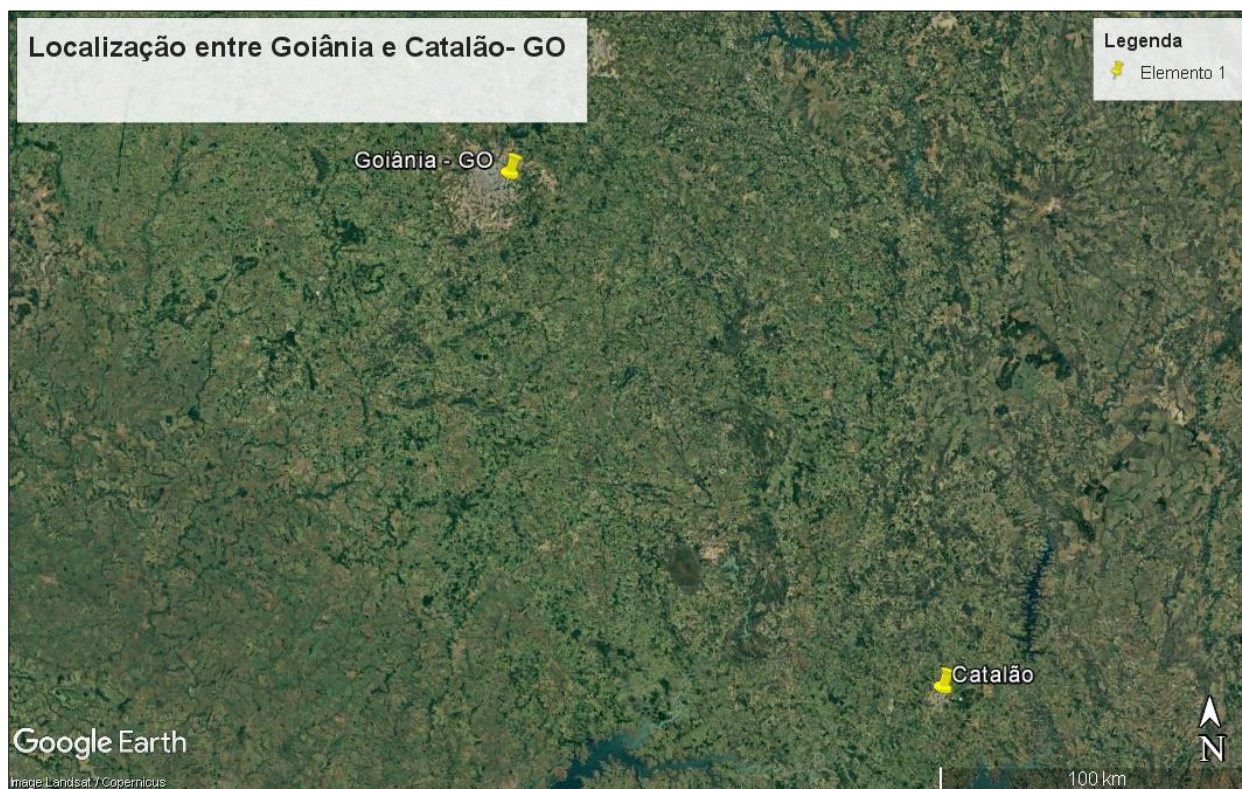 Localização entre Goiânia e Catalão- GO
Legenda
Elemento 1
Goiânia - GO
Catalão
Google Earth
N
Image Landsat / Copernicus
100 km